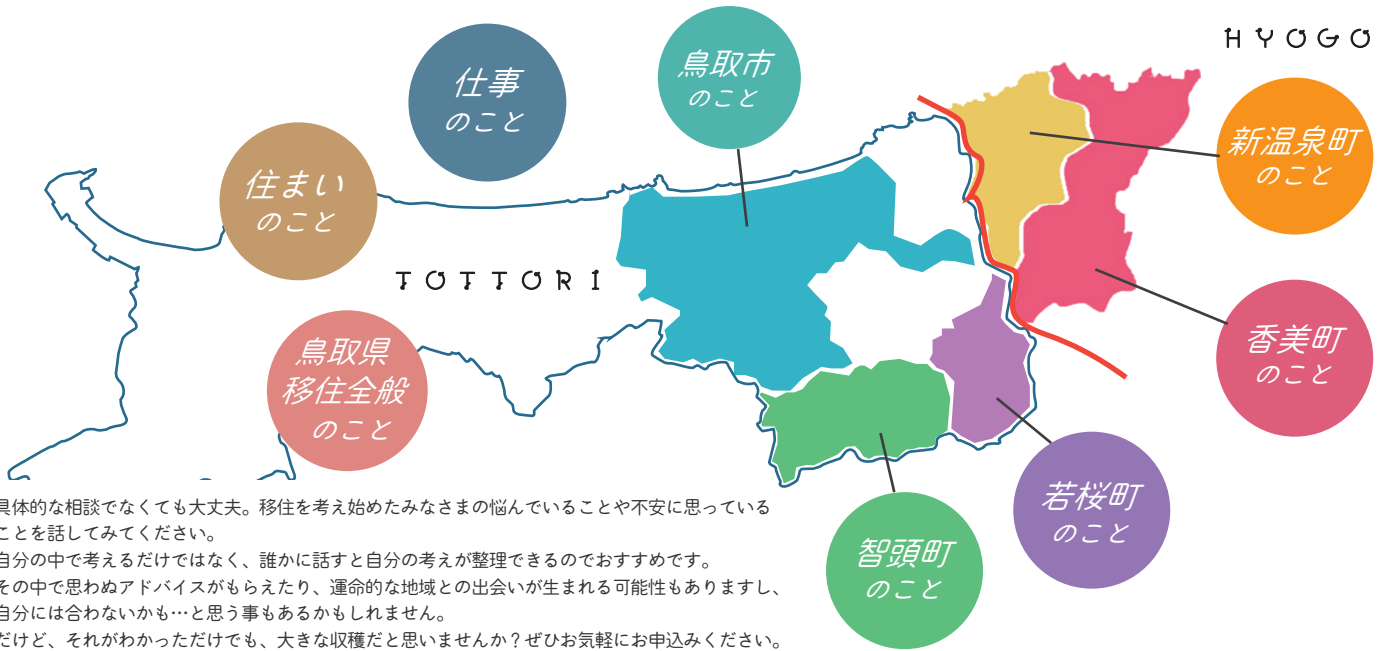 HYOGO
仕事
のこと
鳥取市
のこと
新温泉町
のこと
住まい
のこと
TOTTORI
香美町
のこと
鳥取県
移住全般
のこと
若桜町
のこと
智頭町
のこと
具体的な相談でなくても大丈夫。移住を考え始めたみなさまの悩んでいることや不安に思っている
ことを話してみてください。
自分の中で考えるだけではなく、誰かに話すと自分の考えが整理できるのでおすすめです。
その中で思わぬアドバイスがもらえたり、運命的な地域との出会いが生まれる可能性もありますし、
自分には合わないかも…と思う事もあるかもしれません。
だけど、それがわかっただけでも、大きな収穫だと思いませんか？ぜひお気軽にお申込みください。